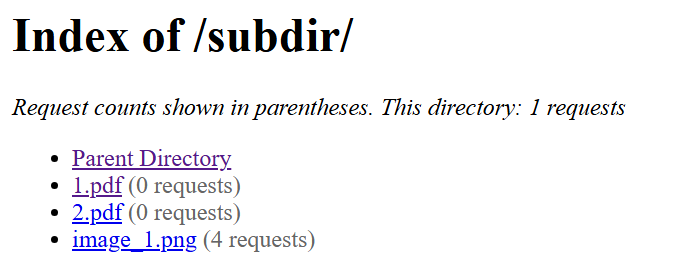 Index of /subdir/
Request counts shown in parentheses. This directory: 1 requests
Parent Directory
1.pdf (0 requests)
2.pdf (0 requests)
image_1.png (4 requests)